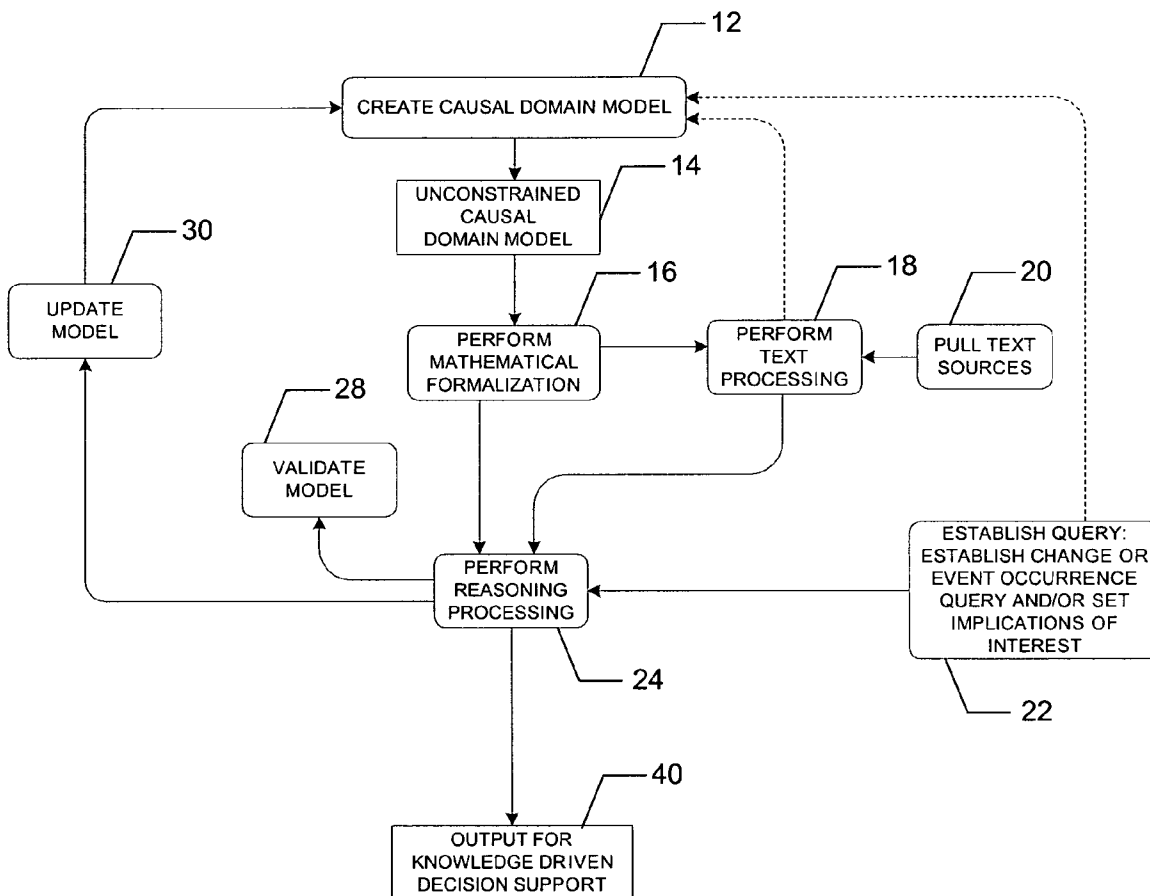 12
CREATE CAUSAL DOMAIN MODEL
14
UNCONSTRAINED
CAUSAL
DOMAIN MODEL
30
UPDATE
MODEL
16
PERFORM
MATHEMATICAL
FORMALIZATION
18
PERFORM
TEXT
PROCESSING
20
PULL TEXT
SOURCES
28
VALIDATE
MODEL
PERFORM
REASONING
PROCESSING
24
ESTABLISH QUERY:
ESTABLISH CHANGE OR
EVENT OCCURRENCE
QUERY AND/OR SET
IMPLICATIONS OF
INTEREST
22
40
OUTPUT FOR
KNOWLEDGE DRIVEN
DECISION SUPPORT